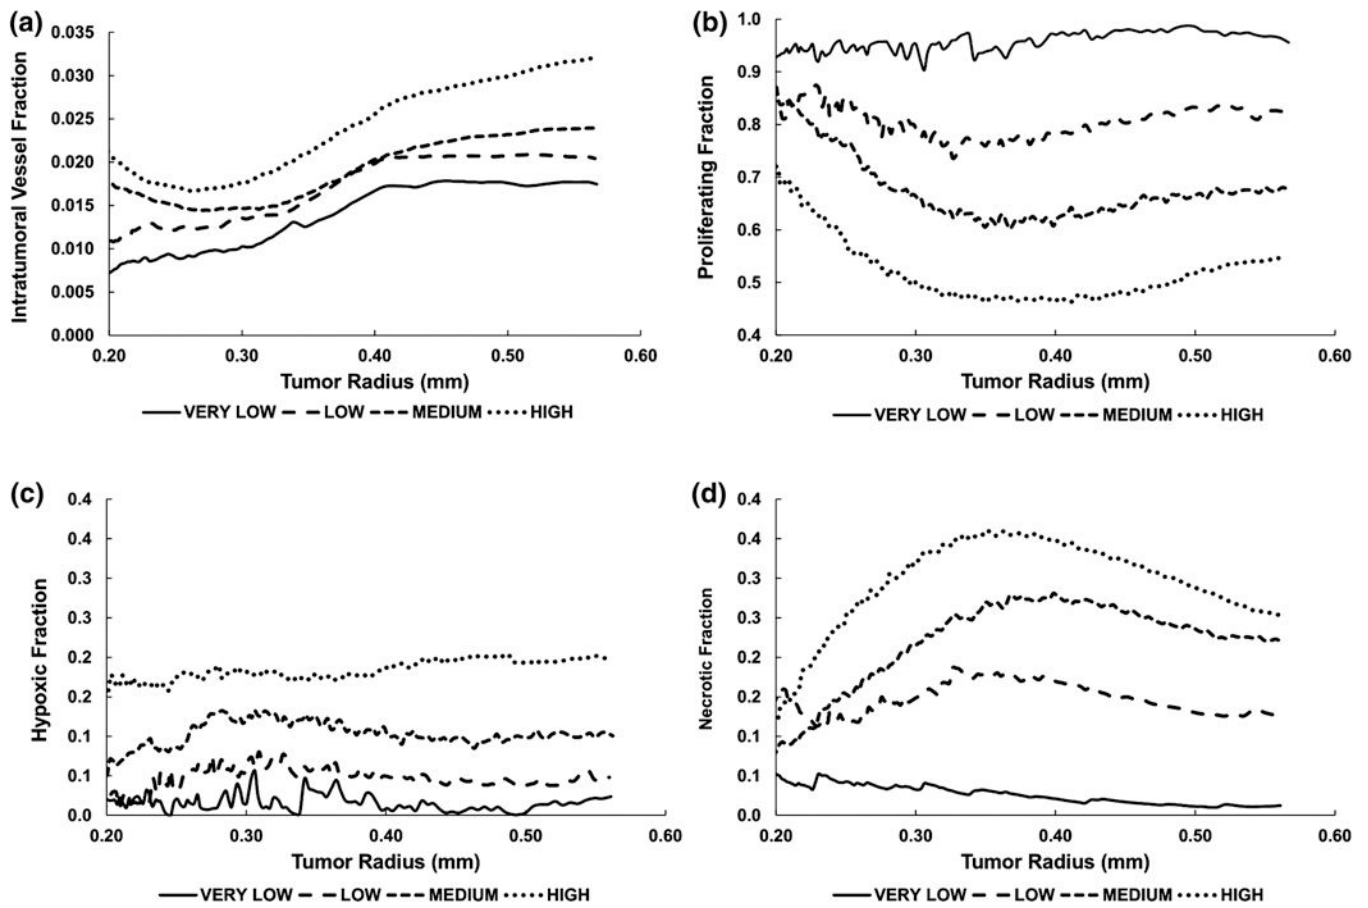 (a)
Intratumoral Vessel Fraction
0.035
0.030
0.025
0.020
0.015
0.010
0.005
0.000
0.20 0.30 0.40 0.50 0.60
Tumor Radius (mm)
VERY LOW LOW MEDIUM HIGH
(b)
Proliferating Fraction
1.0
0.9
0.8
0.7
0.6
0.5
0.4
0.20 0.30 0.40 0.50 0.60
Tumor Radius (mm)
VERY LOW LOW MEDIUM HIGH
(c)
Hypoxic Fraction
0.4
0.4
0.3
0.3
0.2
0.2
0.1
0.1
0.0
0.20 0.30 0.40 0.50 0.60
Tumor Radius (mm)
VERY LOW LOW MEDIUM HIGH
(d)
Necrotic Fraction
0.4
0.4
0.3
0.3
0.2
0.2
0.1
0.1
0.0
0.20 0.30 0.40 0.50 0.60
Tumor Radius (mm)
VERY LOW LOW MEDIUM HIGH